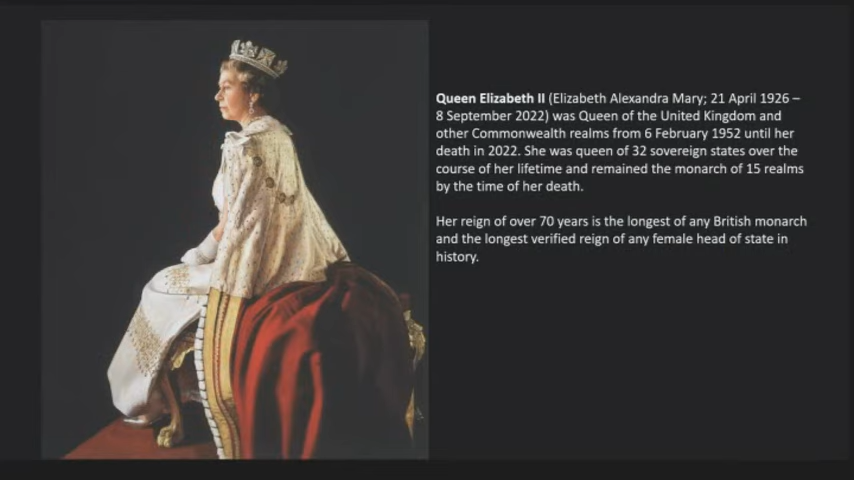 Queen Elizabeth II (Elizabeth Alexandra Mary; 21 April 1926 –
8 September 2022) was Queen of the United Kingdom and
other Commonwealth realms from 6 February 1952 until her
death in 2022. She was queen of 32 sovereign states over the
course of her lifetime and remained the monarch of 15 realms
by the time of her death.
Her reign of over 70 years is the longest of any British monarch
and the longest verified reign of any female head of state in
history.